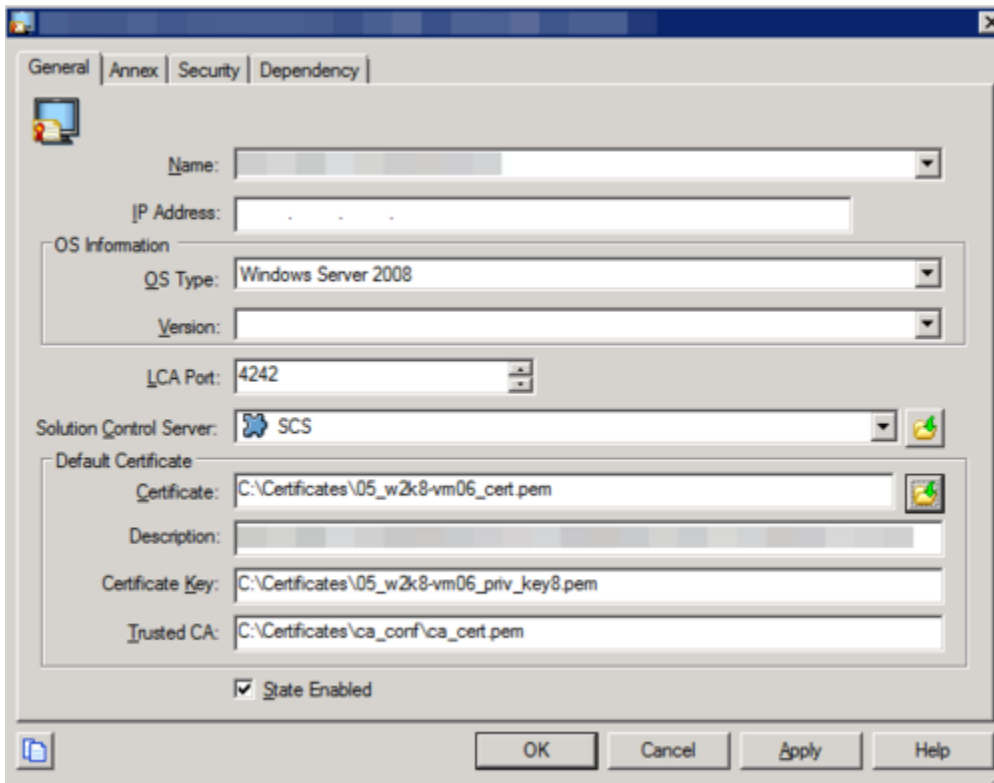 General Annex Security Dependency
Name:
IP Address: . . .
OS Information
OS Type: Windows Server 2008
Version:
LCA Port: 4242
Solution Control Server: SCS
Default Certificate
Certificate: C:\Certificates\05_w2k8-vm06_cert.pem
Description:
Certificate Key: C:\Certificates\05_w2k8-vm06_priv_key8.pem
Trusted CA: C:\Certificates\ca_conf\ca_cert.pem
State Enabled
OK Cancel Apply Help